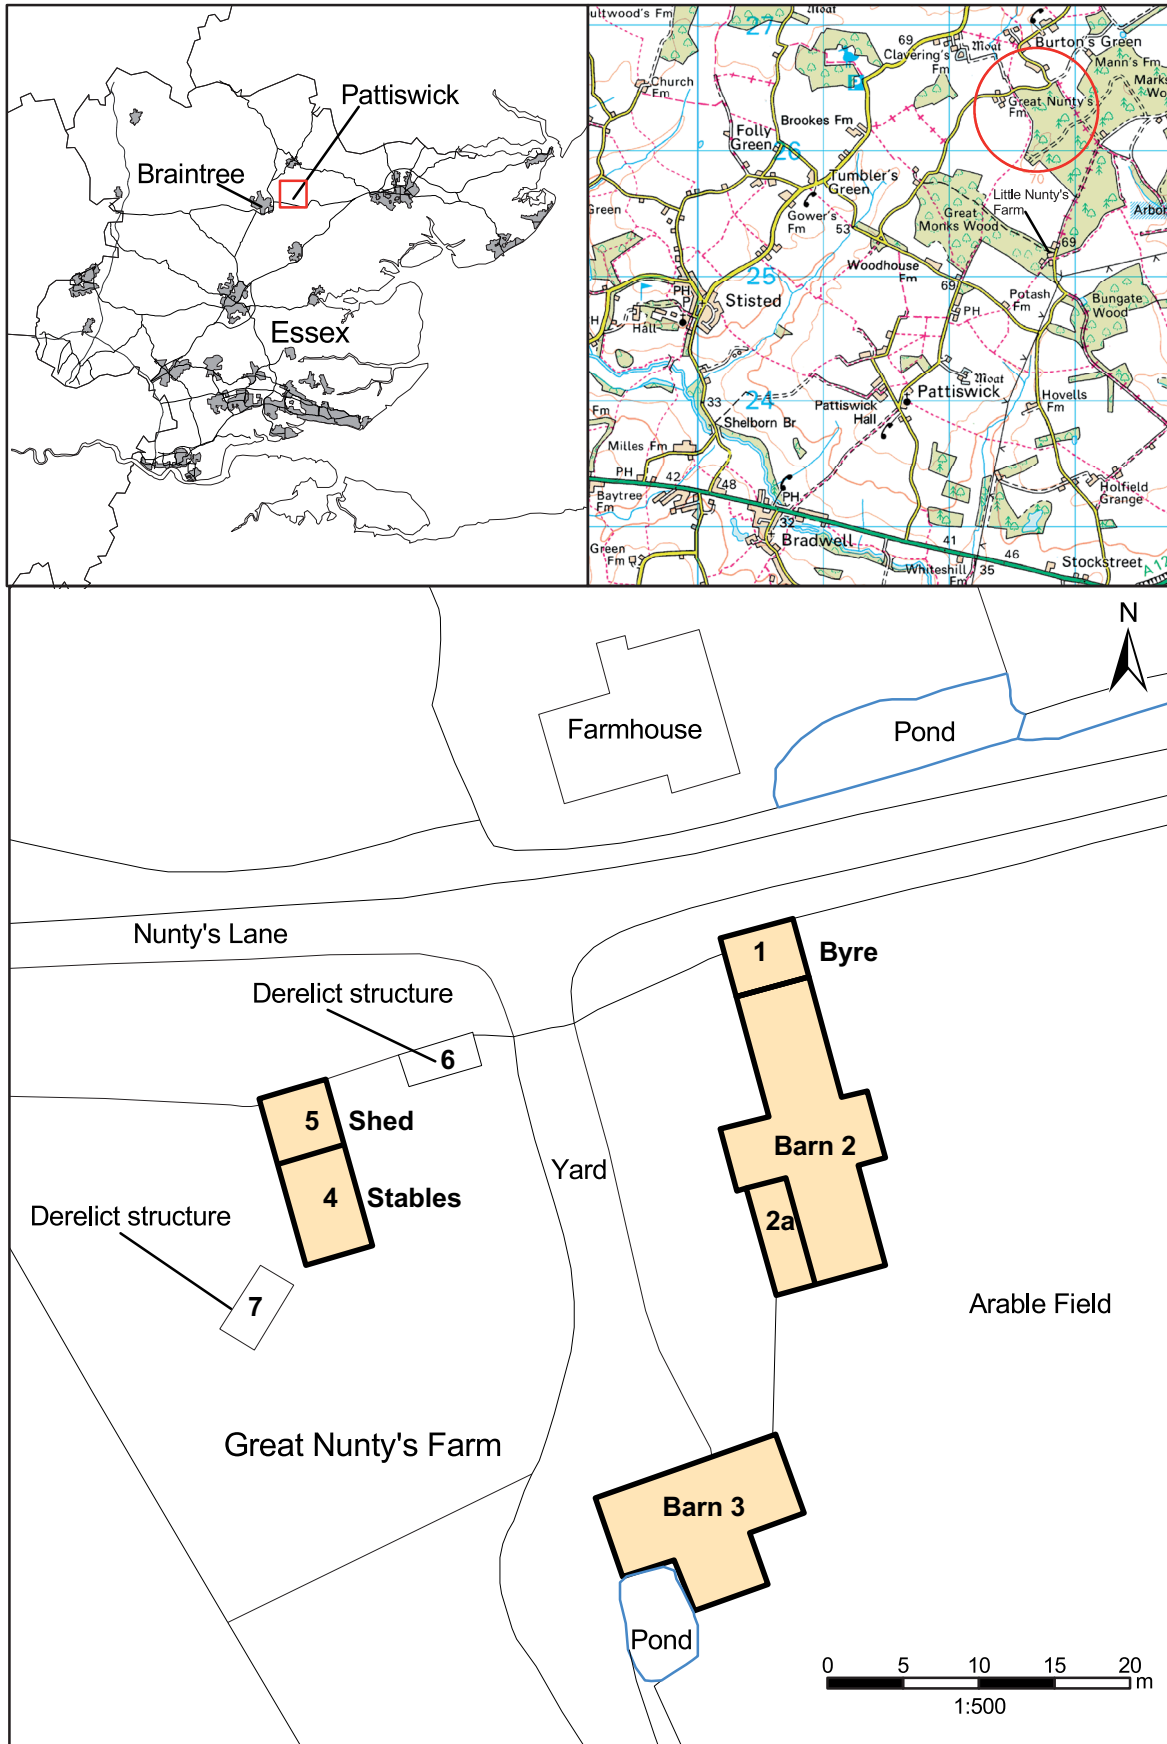 Pattiswick
Braintree
Essex
ultwood's Fm
Moat
27
69
Clavering's
Fm
Moat
Burton's Green
Mann's Fm
Marks
Wo
Church
Fm
Great Nunty's
Fm
Brookes Fm
Folly
Green
26
Tumbler's
Green
Gower's
Fm
53
Great
Monks Wood
Little Nunty's
Farm
69
Arbor
Green
Woodhouse
Fm
25
69
PH
P
Stisted
Hall
H
PH
Potash
Fm
Bungate
Wood
Moat
Pattiswick
Pattiswick
Hall
24
33
Shelborn Br
Hovells
Fm
Fm
Miles Fm
PH
42
48
Baytree
Fm
PH
32
Bradwell
Holfield
Grange
Green
Fm
41
46
Whiteshill
Fm
35
Stockstreet
A 12
N
Farmhouse
Pond
Nunty's Lane
1
Byre
Derelict structure
6
5
Shed
4
Stables
Yard
Barn 2
2a
Derelict structure
7
Arable Field
Great Nunty's Farm
Barn 3
Pond
0 5 10 15 20
m
1:500